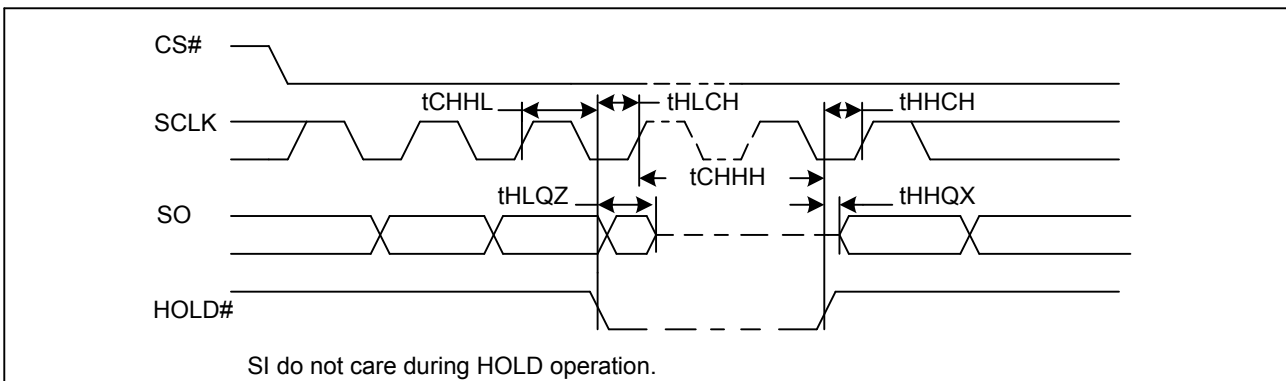 CS#
tCHHL
tHLCH
tHHCH
SCLK
tCHHH
tHLQZ
tHHQX
SO
HOLD#
SI do not care during HOLD operation.